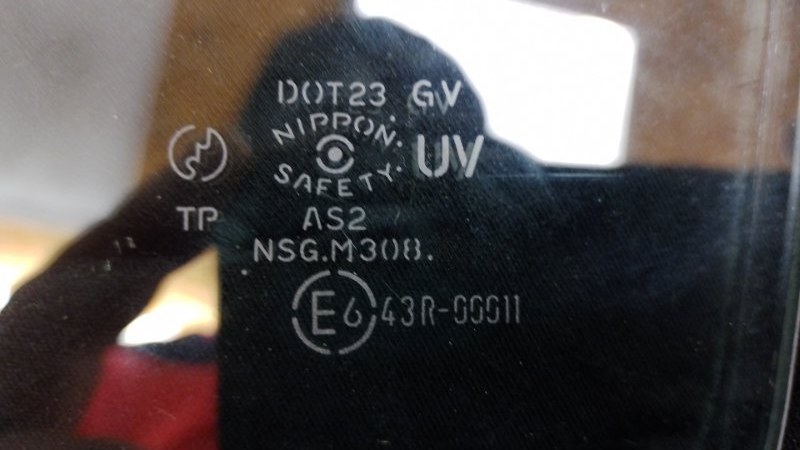 DOT23 GV
NIPPON.
SAFETY.
UV
TP
AS2
NSG.M308.
E6 43R-00011